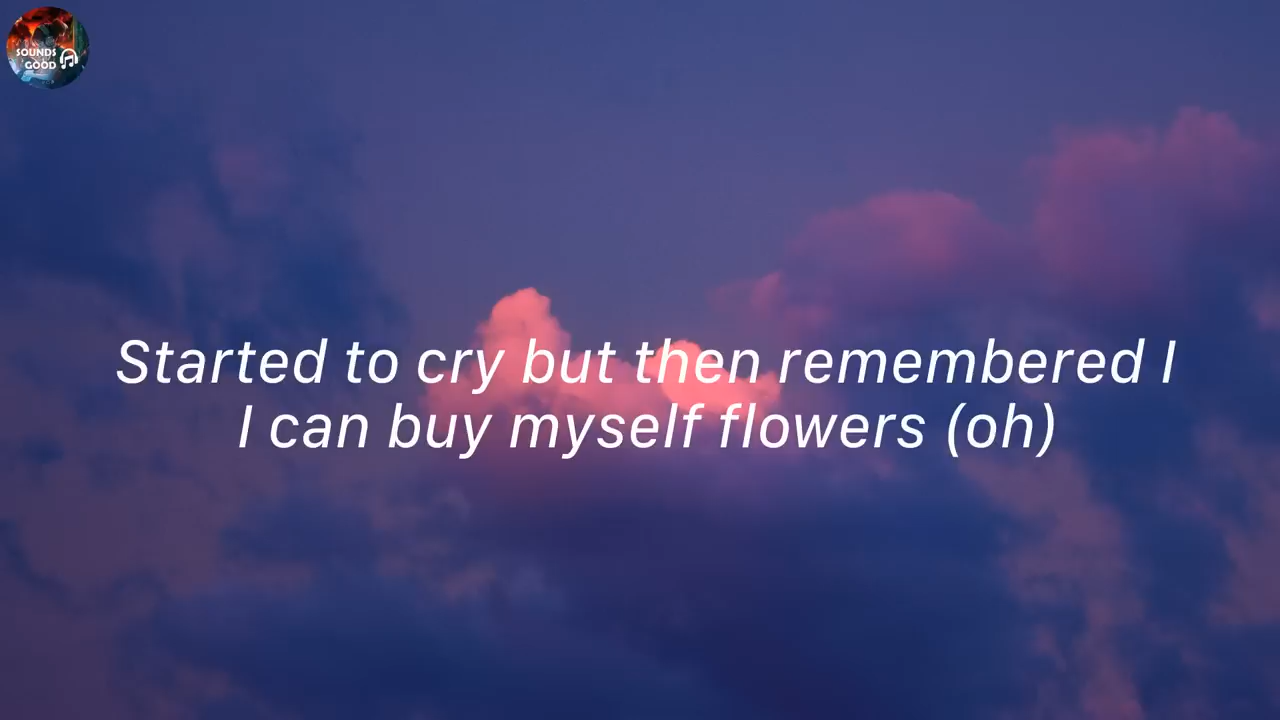 SOUNDS
GOOD
Started to cry but then remembered I
I can buy myself flowers (oh)